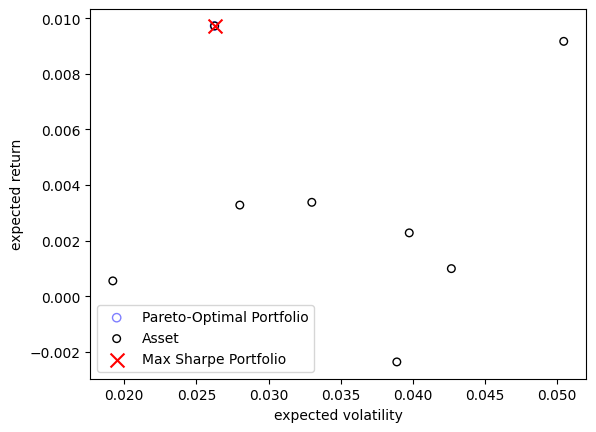 0.010
0.008
0.006
0.004
0.002
0.000
−0.002
expected return
Pareto-Optimal Portfolio
Asset
Max Sharpe Portfolio
0.020 0.025 0.030 0.035 0.040 0.045 0.050
expected volatility